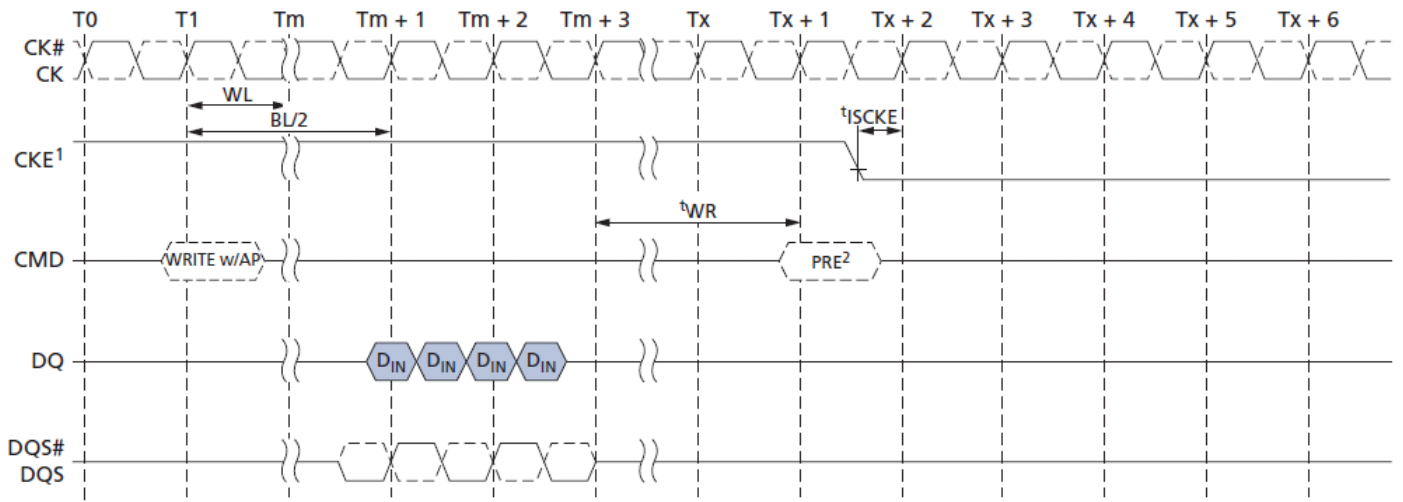 T0 T1 Tm Tm + 1 Tm + 2 Tm + 3 Tx Tx + 1 Tx + 2 Tx + 3 Tx + 4 Tx + 5 Tx + 6
CK#
CK
WL
BL/2
tISCKE
CKE1
tWR
CMD WRITE w/AP PRE2
DQ DIN DIN DIN DIN
DQS#
DQS